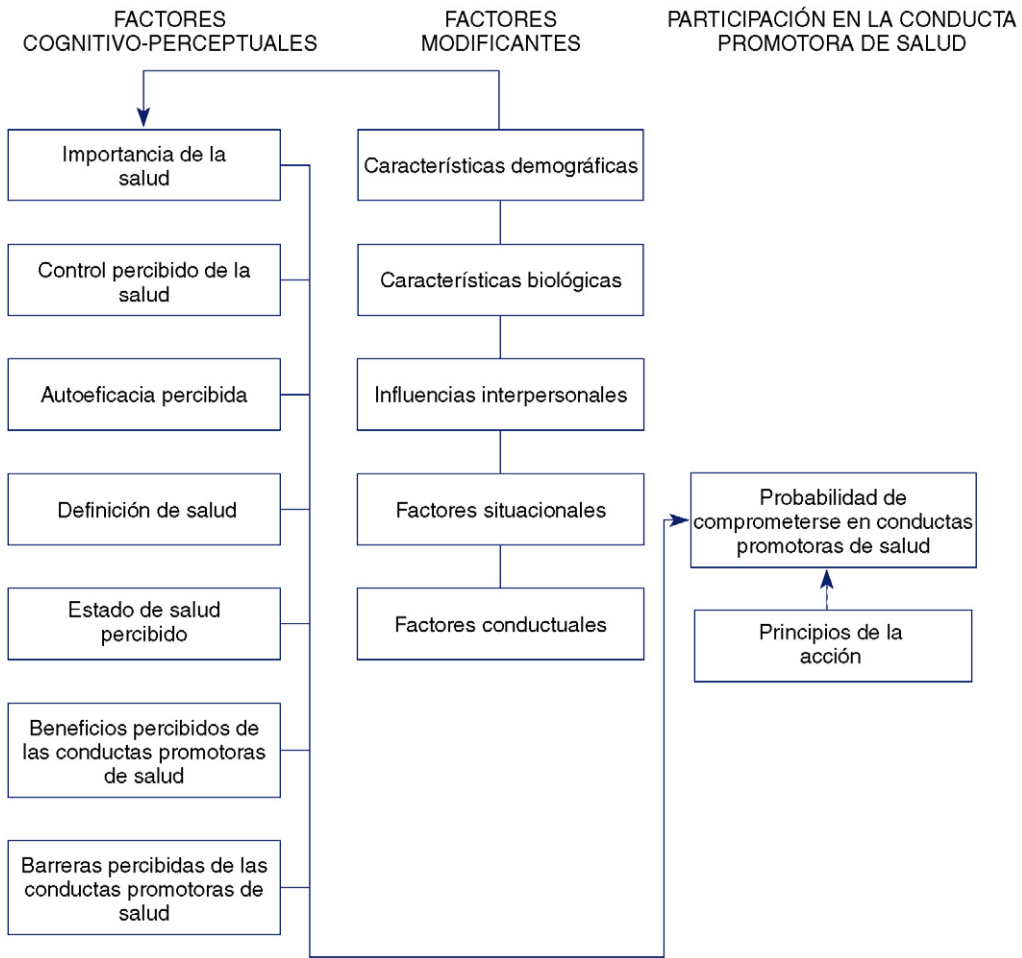 FACTORES
COGNITIVO-PERCEPTUALES
Importancia de la
salud
Control percibido de la
salud
Autoeficacia percibida
Definición de salud
Estado de salud
percibido
Beneficios percibidos de
las conductas promotoras
de salud
Barreras percibidas de las
conductas promotoras de
salud
FACTORES
MODIFICANTES
Características demográficas
Características biológicas
Influencias interpersonales
Factores situacionales
Factores conductuales
PARTICIPACIÓN EN LA CONDUCTA
PROMOTORA DE SALUD
Probabilidad de
comprometerse en conductas
promotoras de salud
Principios de la
acción